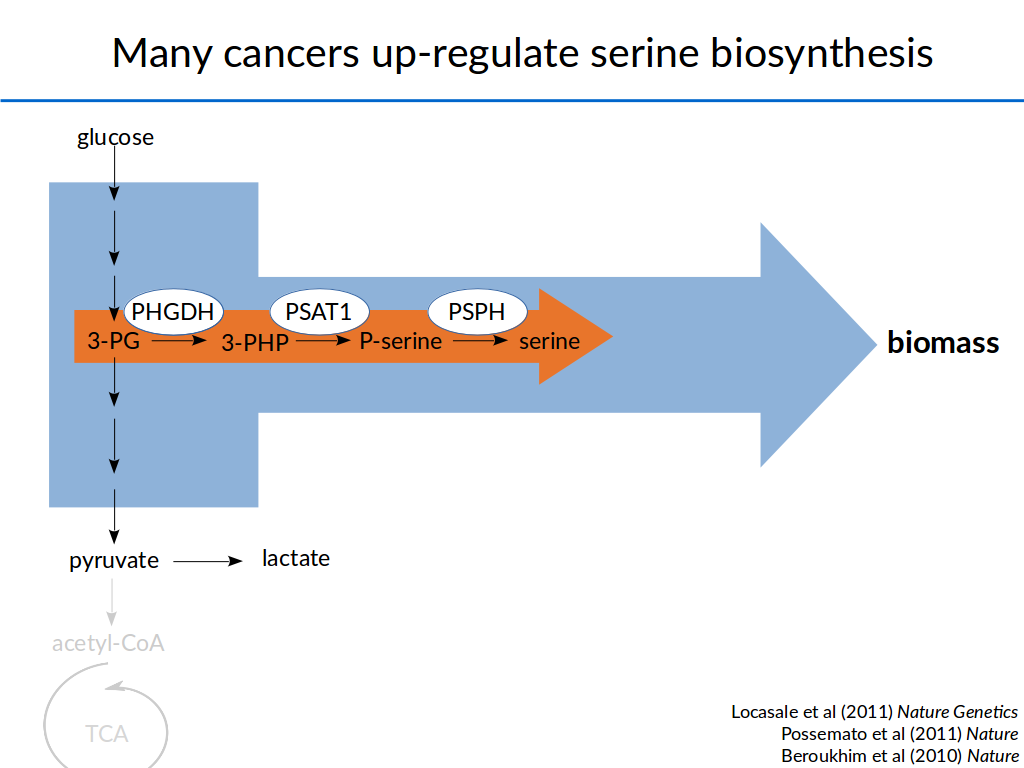 Many cancers up-regulate serine biosynthesis
glucose
PHGDH
PSAT1
PSPH
3-PG
3-PHP
P-serine
serine
biomass
pyruvate
lactate
acetyl-CoA
TCA
Locasale et al (2011) Nature Genetics
Possemato et al (2011) Nature
Beroukhim et al (2010) Nature